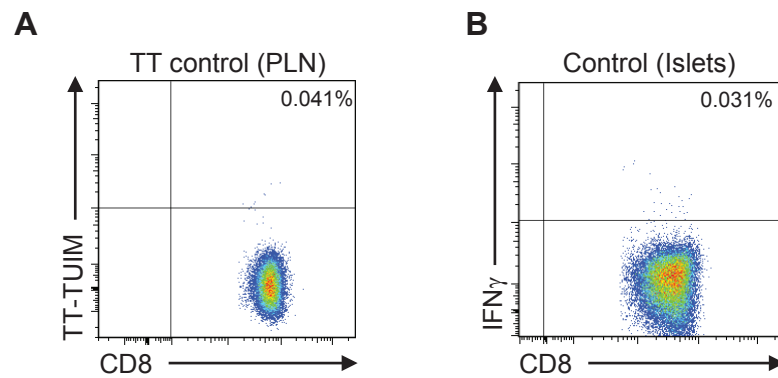 A
TT control (PLN)
0.041%
TT-TUIM
CD8
B
Control (Islets)
0.031%
IFNγ
CD8